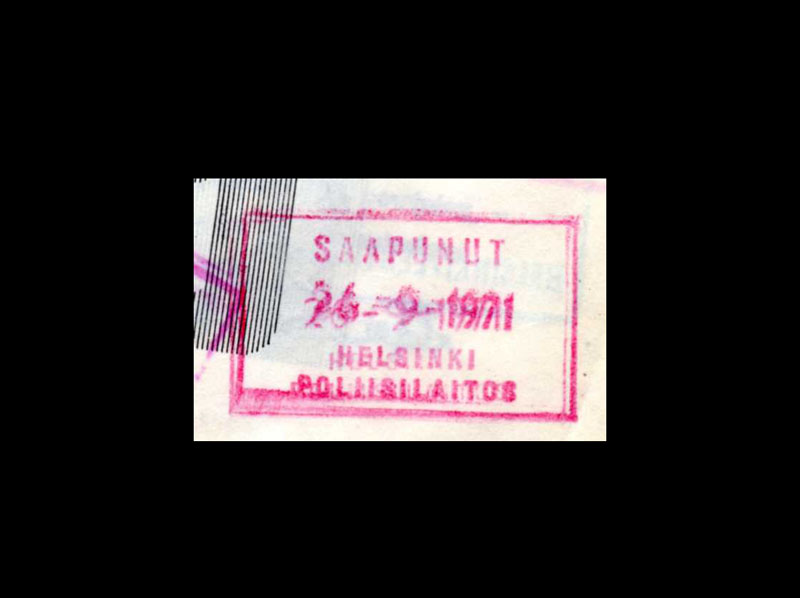 SAAPUNUT
26-9-1971
HELSINKI
POLIISILAITOS